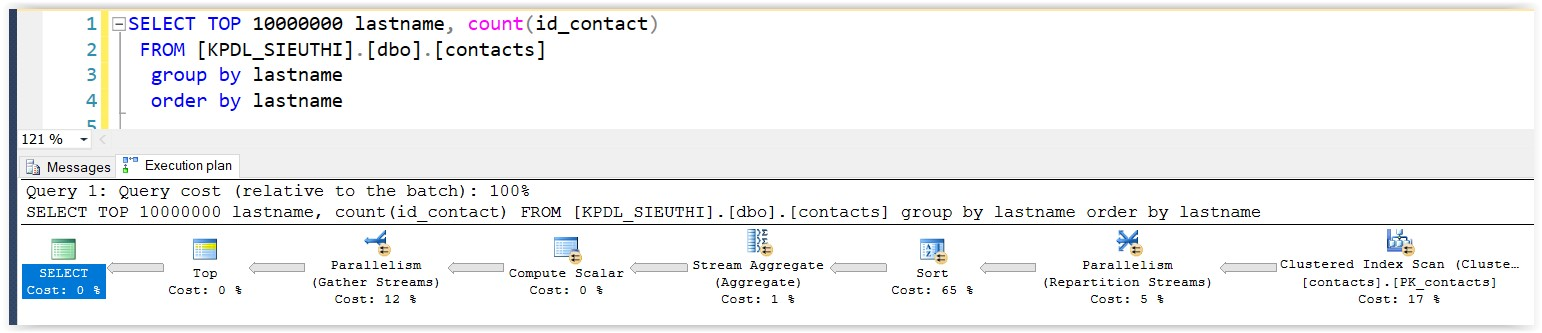 1 SELECT TOP 10000000 lastname, count(id_contact)
2 FROM [KPDL_SIEUTHI].[dbo].[contacts]
3 group by lastname
4 order by lastname
5
121 %
Messages Execution plan
Query 1: Query cost (relative to the batch): 100%
SELECT TOP 10000000 lastname, count(id_contact) FROM [KPDL_SIEUTHI].[dbo].[contacts] group by lastname order by lastname
SELECT
Cost: 0 %
Top
Cost: 0 %
Parallelism
(Gather Streams)
Cost: 12 %
Compute Scalar
Cost: 0 %
Stream Aggregate
(Aggregate)
Cost: 1 %
Sort
Cost: 65 %
Parallelism
(Repartition Streams)
Cost: 5 %
Clustered Index Scan (Cluste…
[contacts].[PK_contacts]
Cost: 17 %